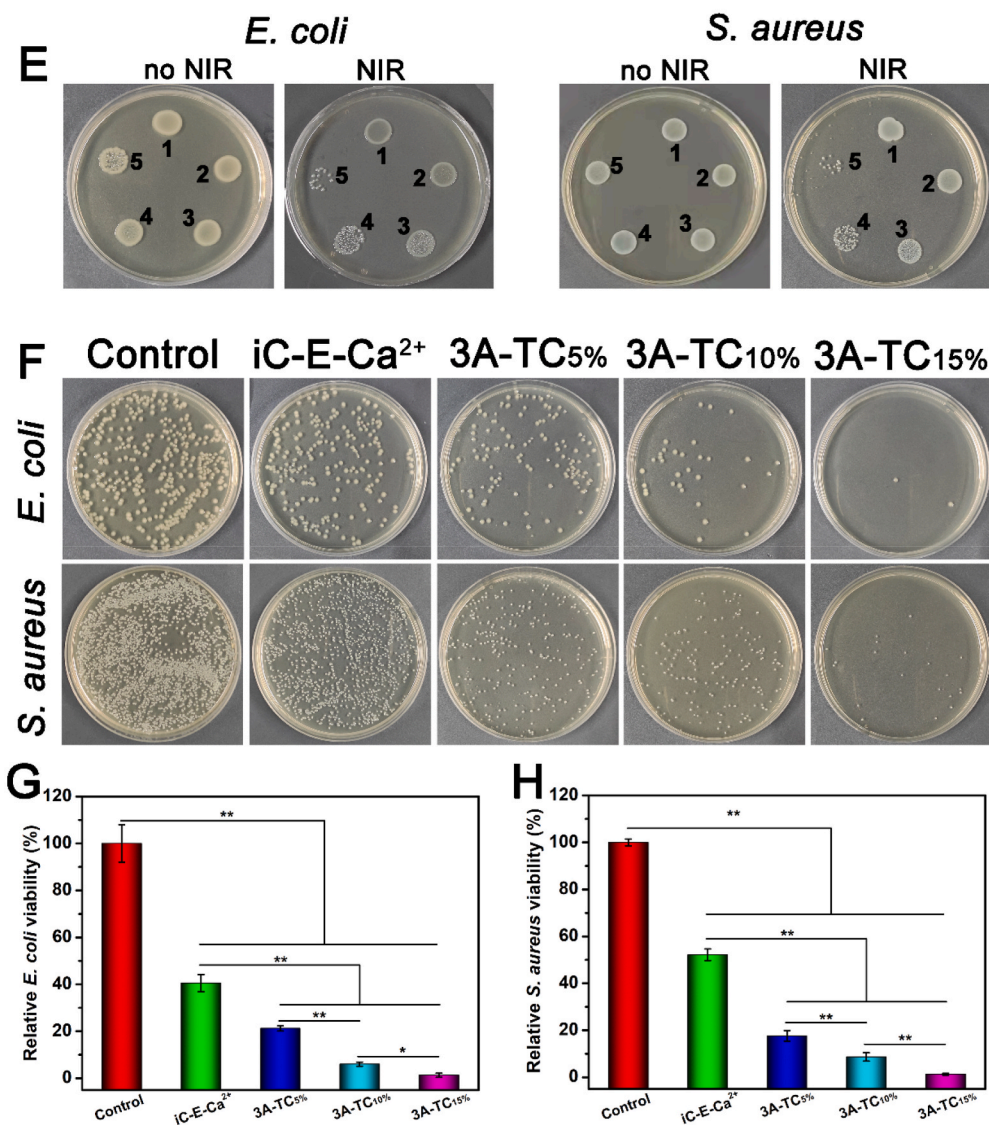 E. coli
S. aureus
E
no NIR
NIR
no NIR
NIR
1
2
3
4
5
1
2
3
4
5
1
2
3
4
5
1
2
3
4
5
F
Control
iC-E-Ca²⁺
3A-TC5%
3A-TC10%
3A-TC15%
E. coli
S. aureus
G
Relative E. coli viability (%)
120
100
80
60
40
20
0
**
**
**
*
Control
iC-E-Ca²⁺
3A-TC5%
3A-TC10%
3A-TC15%
H
Relative S. aureus viability (%)
120
100
80
60
40
20
0
**
**
**
**
Control
iC-E-Ca²⁺
3A-TC5%
3A-TC10%
3A-TC15%